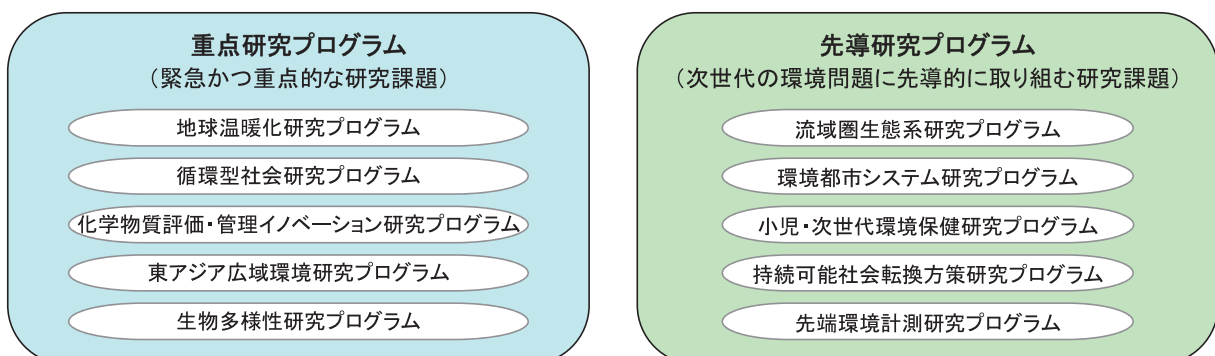 重点研究プログラム
（緊急かつ重点的な研究課題）
地球温暖化研究プログラム
循環型社会研究プログラム
化学物質評価・管理イノベーション研究プログラム
東アジア広域環境研究プログラム
生物多様性研究プログラム
先導研究プログラム
（次世代の環境問題に先導的に取り組む研究課題）
流域圏生態系研究プログラム
環境都市システム研究プログラム
小児・次世代環境保健研究プログラム
持続可能社会転換方策研究プログラム
先端環境計測研究プログラム